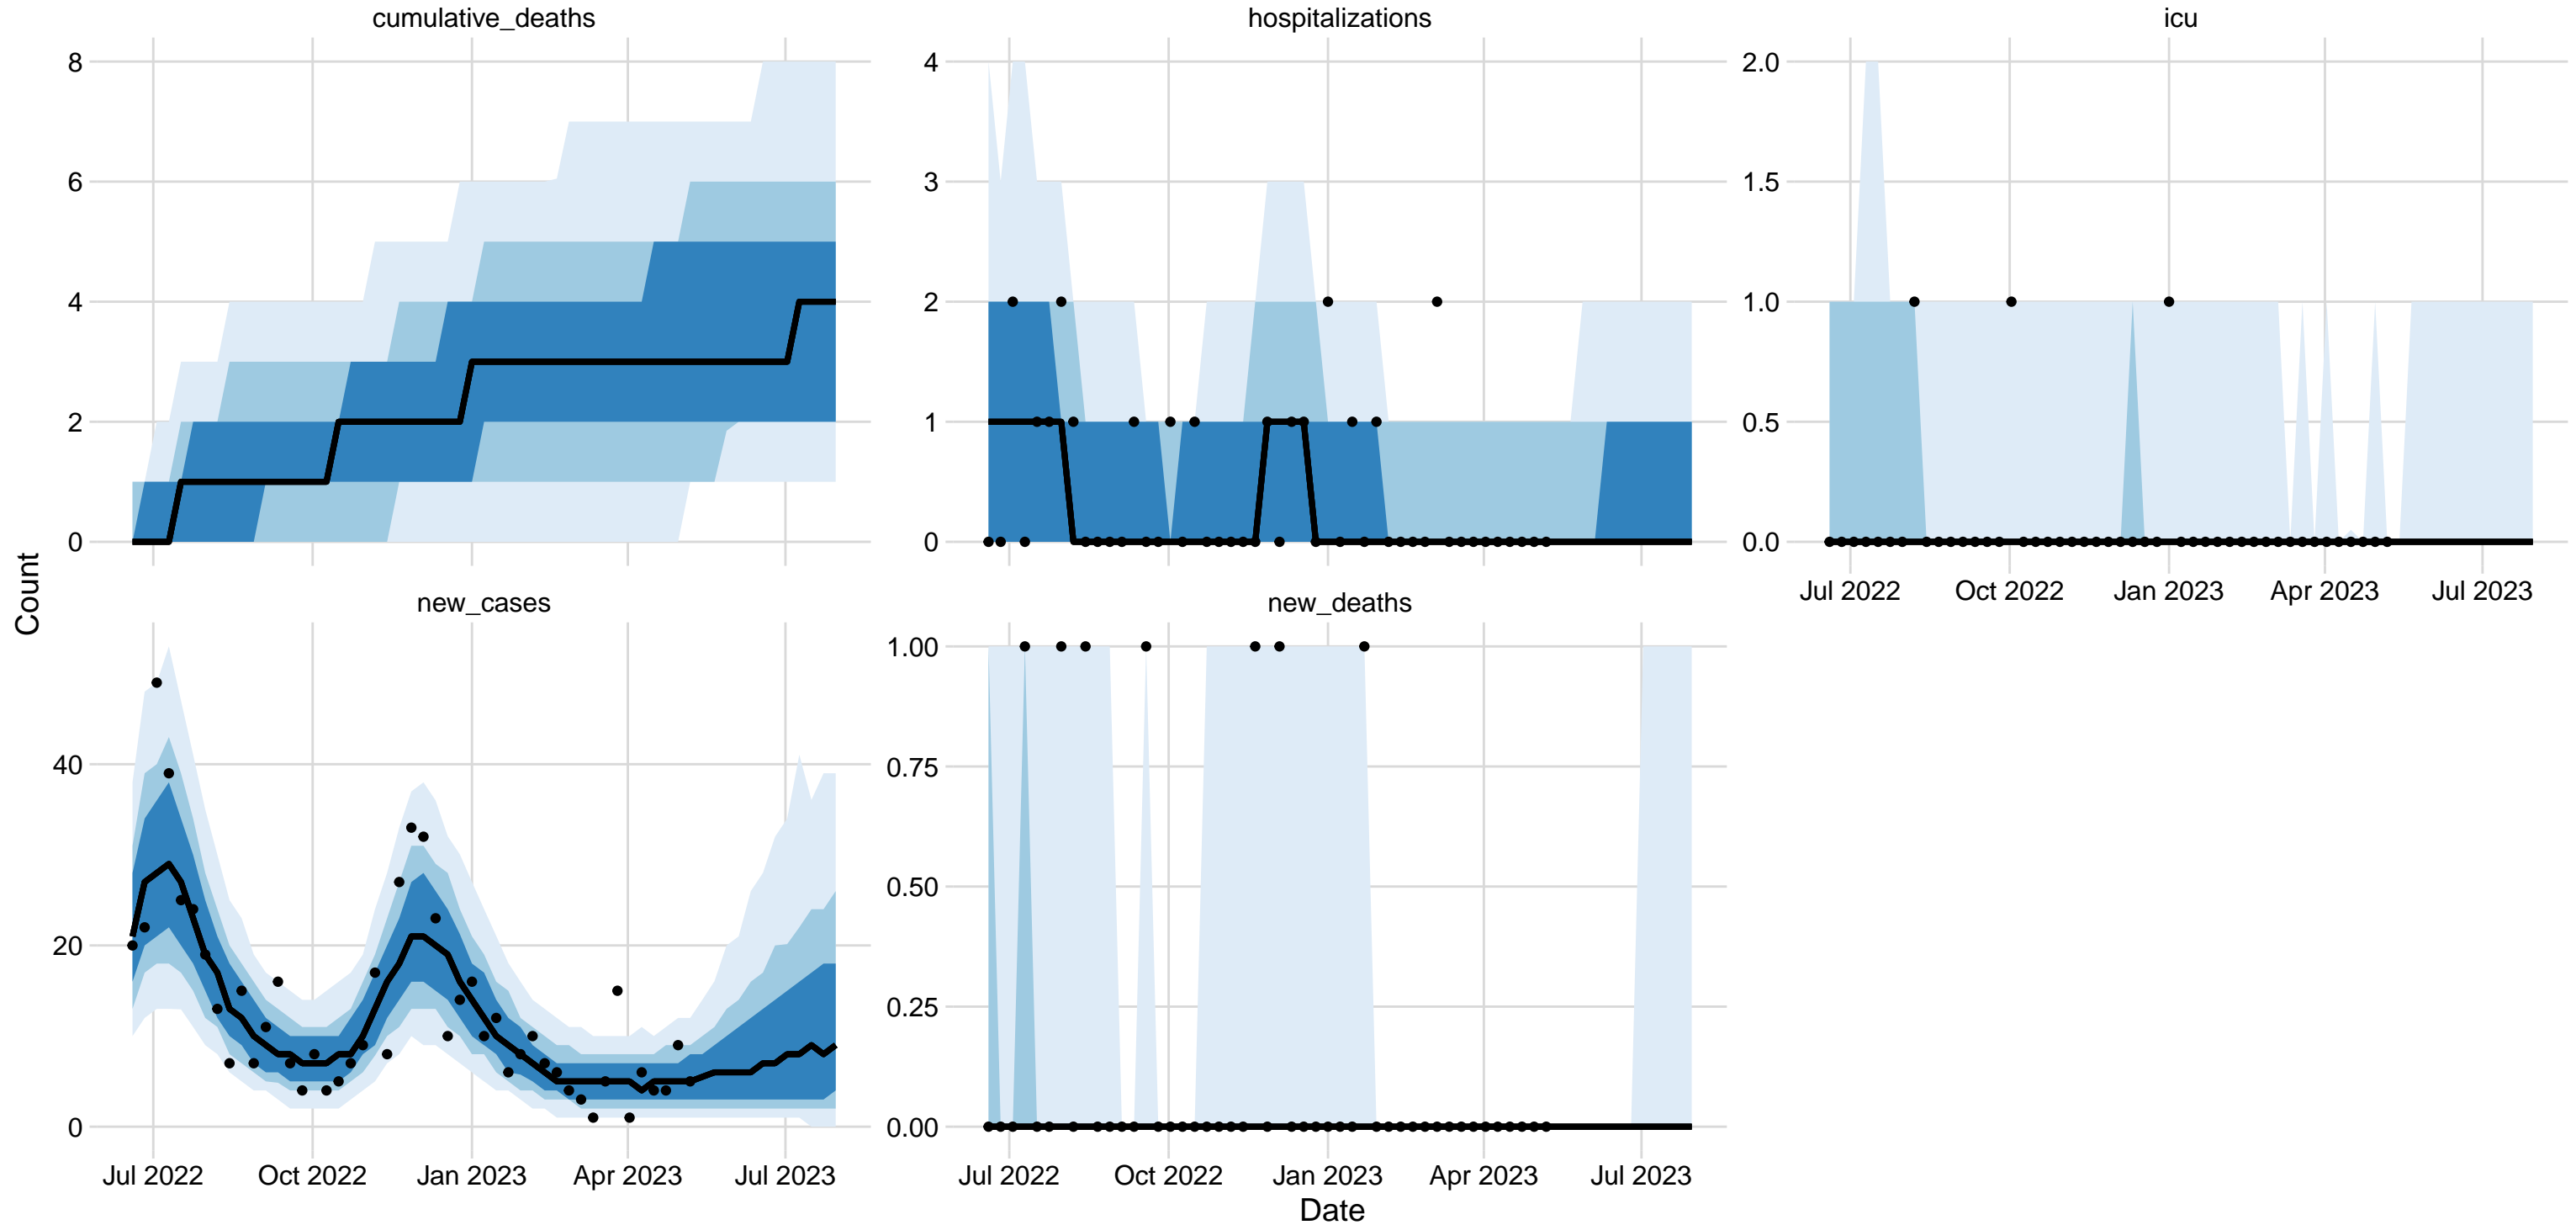 cumulative_deaths
hospitalizations
icu
8
6
4
2
0
4
3
2
1
0
2.0
1.5
1.0
0.5
0.0
Jul 2022 Oct 2022 Jan 2023 Apr 2023 Jul 2023
Count
new_cases
new_deaths
40
20
0
1.00
0.75
0.50
0.25
0.00
Jul 2022 Oct 2022 Jan 2023 Apr 2023 Jul 2023
Jul 2022 Oct 2022 Jan 2023 Apr 2023 Jul 2023
Date